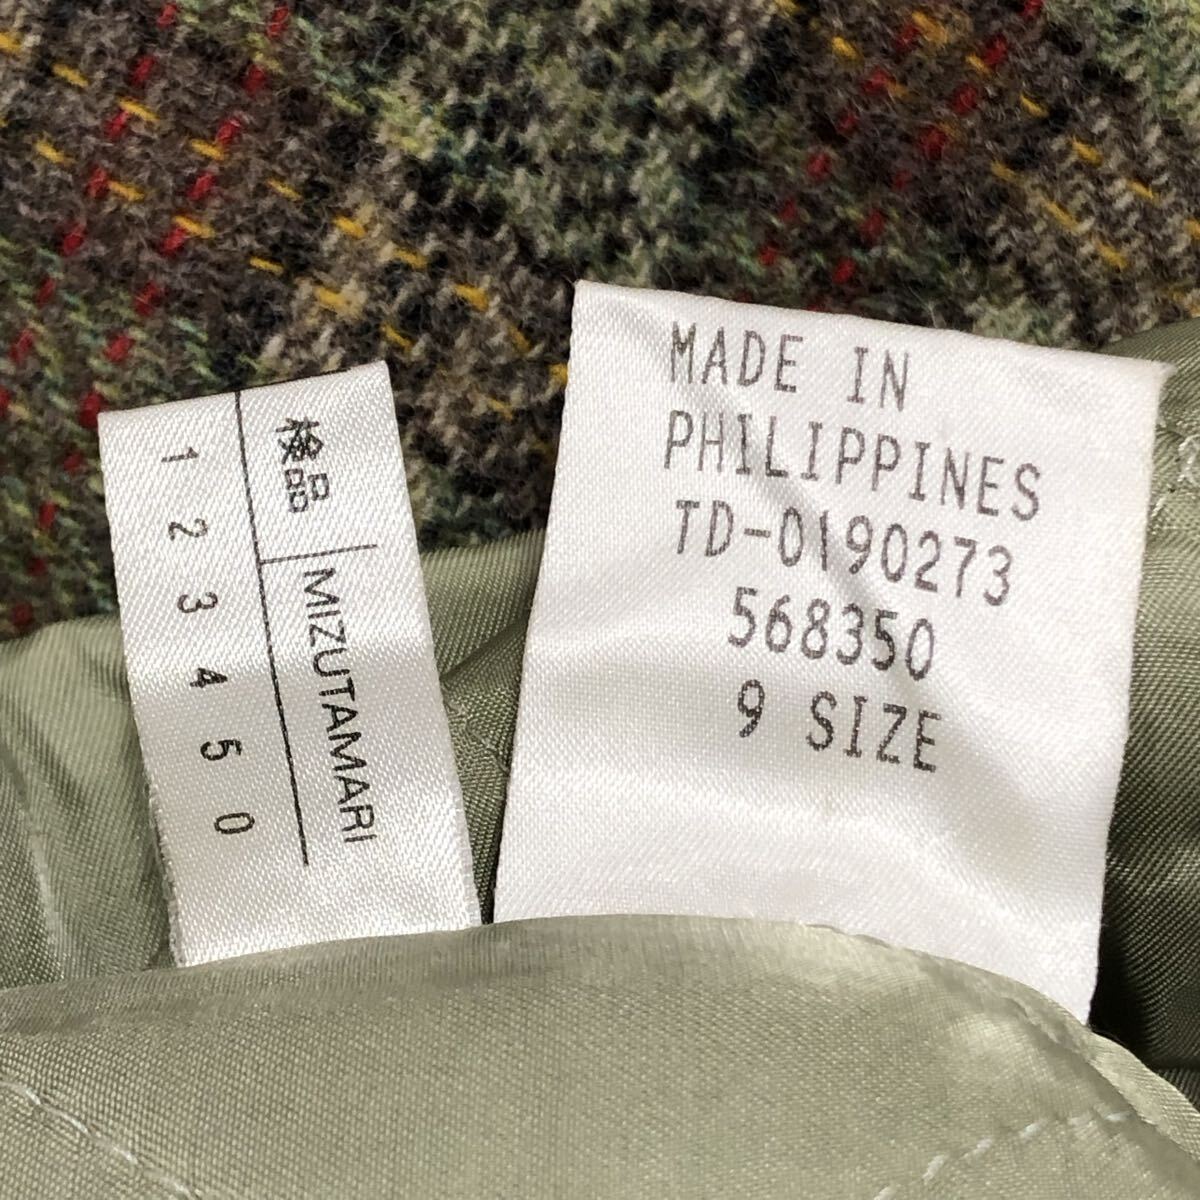 検品
MIZUTAMARI
1 2 3 4 5 0
MADE IN
PHILIPPINES
TD-0190273
568350
9 SIZE